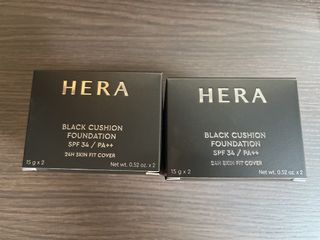 HERA
BLACK CUSHION
FOUNDATION
SPF 34 / PA++
24H SKIN FIT COVER
15 g x 2
Net wt. 0.52 oz. x 2
HERA
BLACK CUSHION
FOUNDATION
SPF 34 / PA++
24H SKIN FIT COVER
15 g x 2
Net wt. 0.52 oz. x 2